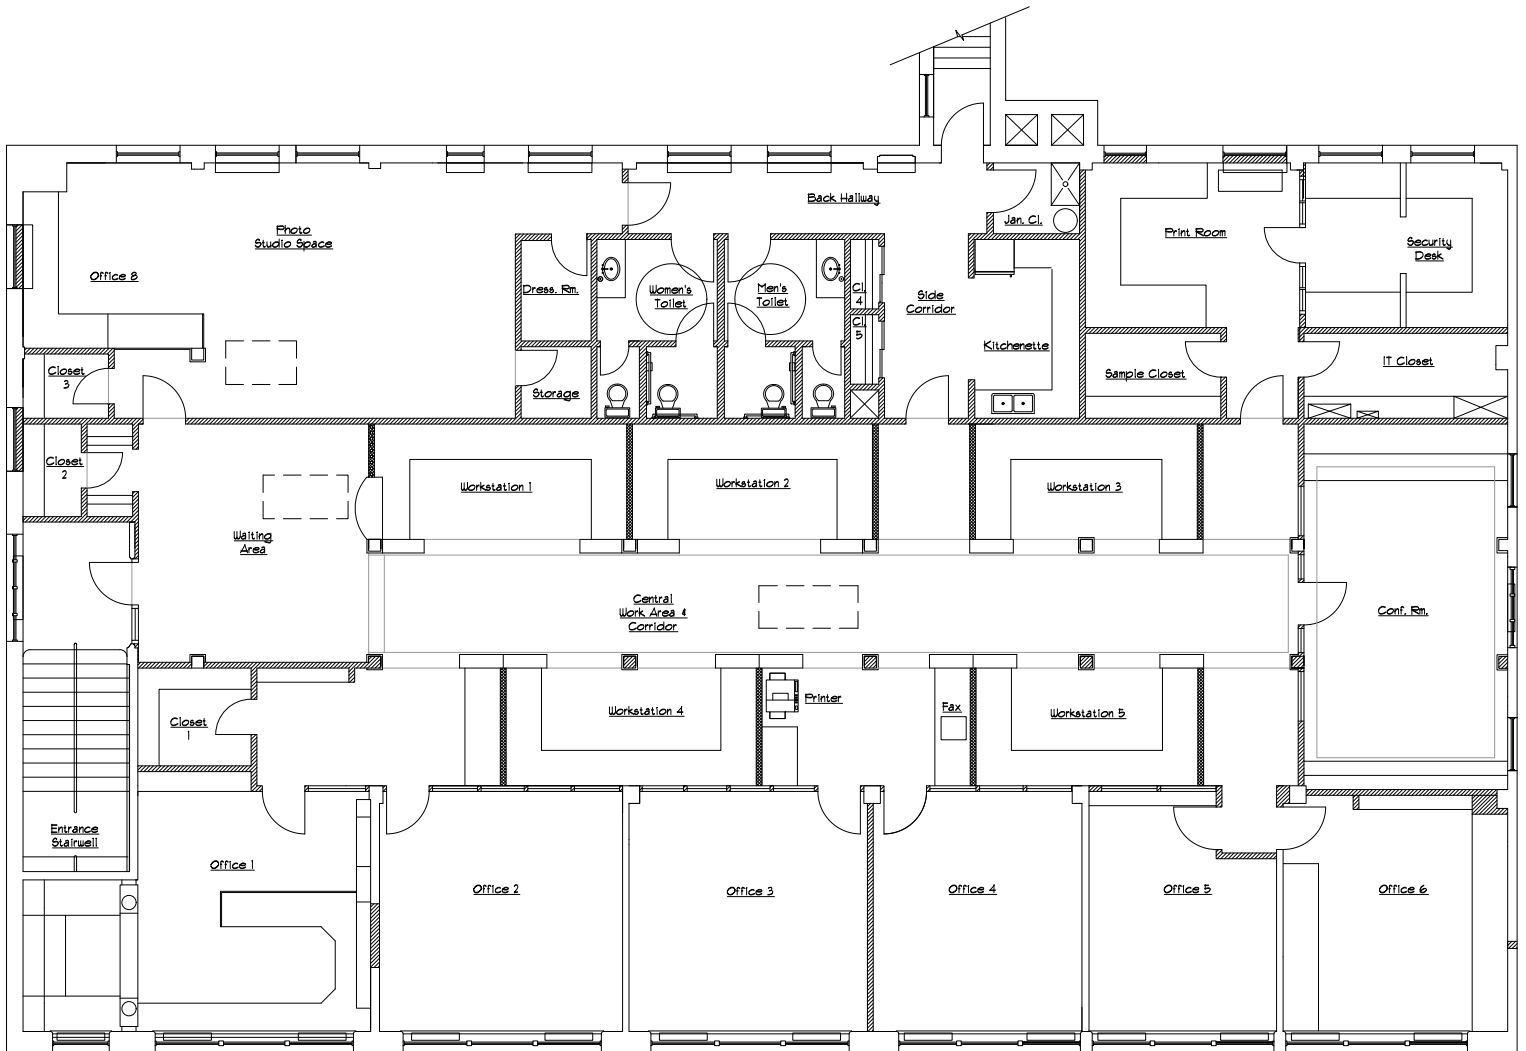 Photo
Studio Space
Office 8
Back Hallway
Jan. Cl.
Print Room
Security
Desk
Dress. Rm.
Women's
Toilet
Men's
Toilet
Cl.
4
Cl.
5
Side
Corridor
Kitchenette
Closet
3
Storage
Sample Closet
IT Closet
Closet
2
Workstation 1
Workstation 2
Workstation 3
Waiting
Area
Central
Work Area &
Corridor
Conf. Rm.
Closet
1
Workstation 4
Printer
Fax
Workstation 5
Entrance
Stairwell
Office 1
Office 2
Office 3
Office 4
Office 5
Office 6